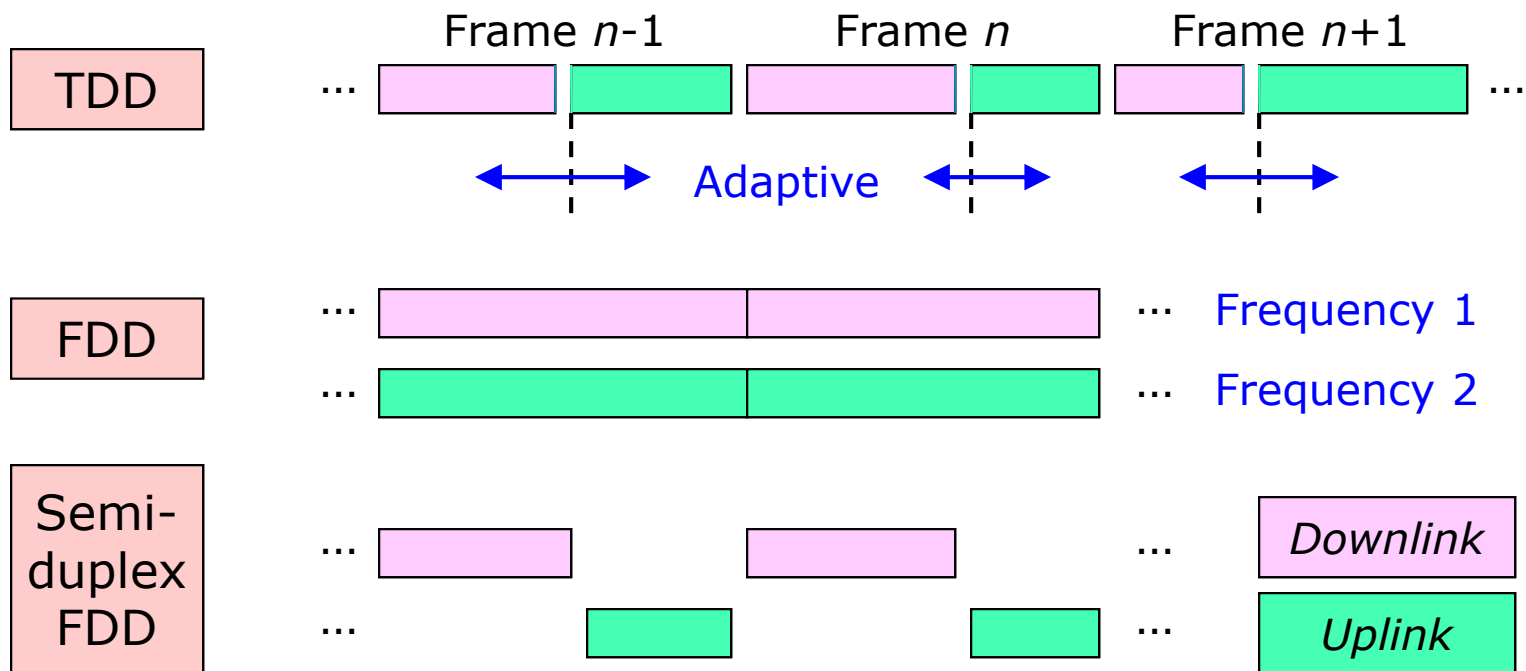 Frame n-1 Frame n Frame n+1
TDD ... ...
Adaptive
... ... Frequency 1
FDD
... ... Frequency 2
Semi-
duplex
FDD
... ... Downlink
... ... Uplink